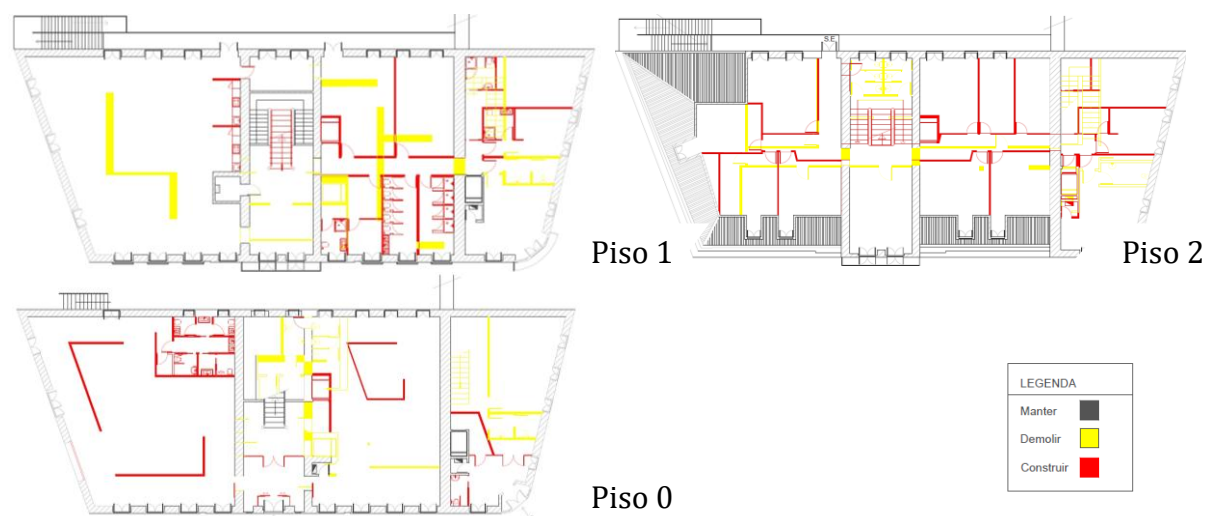 S.E.
Piso 1
Piso 2
Piso 0
LEGENDA
Manter
Demolir
Construir